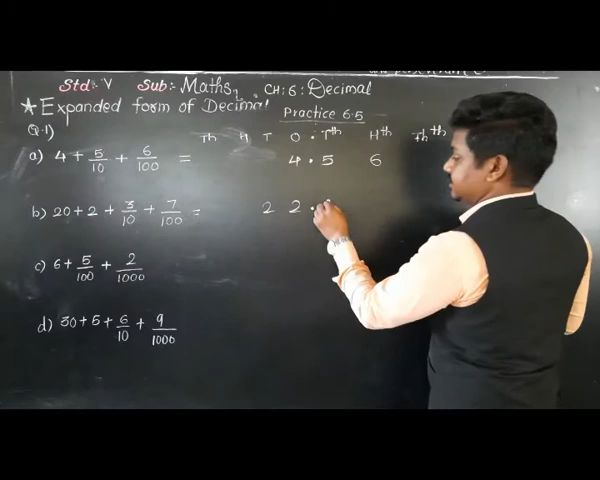 Std:- V Sub:- Maths, CH: 6: Decimal
★ Expanded form of Decimal
Practice 6.5
Q.1)
Th H T O . Tth Hth Thth
a) 4 + 5/10 + 6/100 = 4 . 5 6
b) 20 + 2 + 3/10 + 7/100 = 2 2 .
c) 6 + 5/100 + 2/1000
d) 30 + 5 + 6/10 + 9/1000